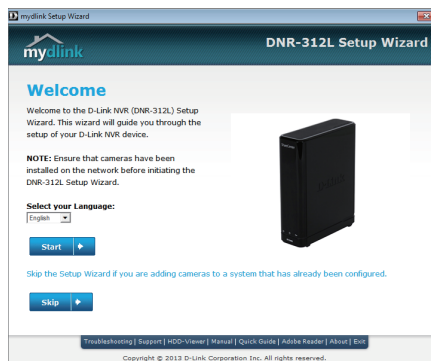 mydlink Setup Wizard
mydlink
DNR-312L Setup Wizard
Welcome
Welcome to the D-Link NVR (DNR-312L) Setup
Wizard. This wizard will guide you through the
setup of your D-Link NVR device.
NOTE: Ensure that cameras have been
installed on the network before initiating the
DNR-312L Setup Wizard.
Select your Language:
English
Start
Skip the Setup Wizard if you are adding cameras to a system that has already been configured.
Skip
Troubleshooting | Support | HDD-Viewer | Manual | Quick Guide | Adobe Reader | About | Exit
Copyright © 2013 D-Link Corporation Inc. All rights reserved.